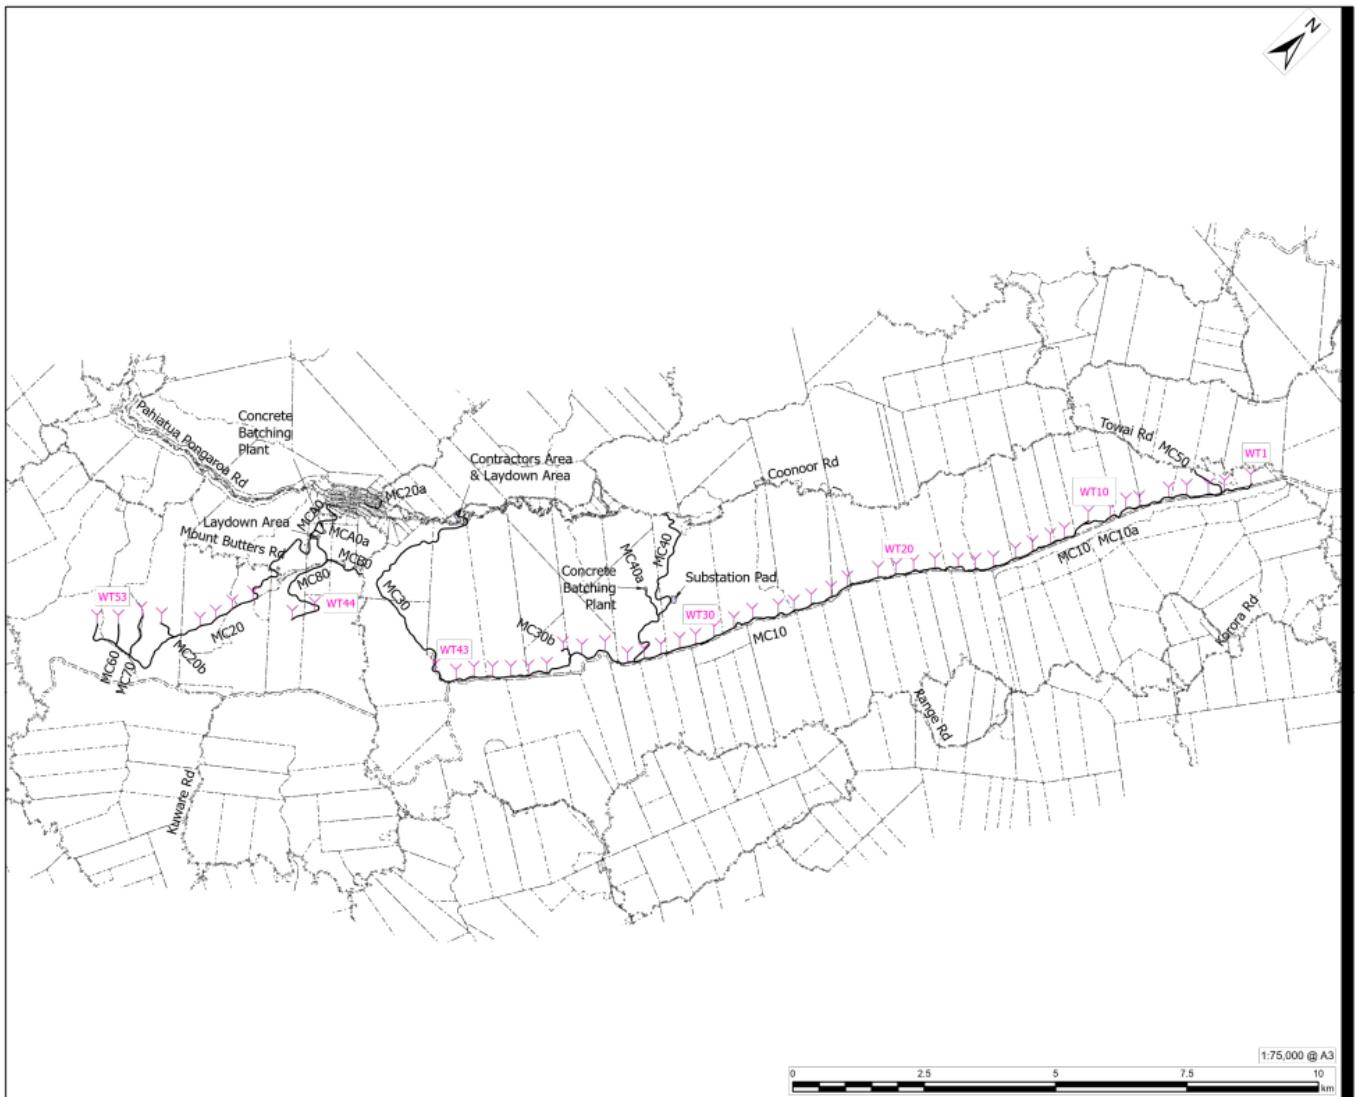 N
Pahiatua Pongaroa Rd
Concrete
Batching
Plant
MC20a
Contractors Area
& Laydown Area
Coonoor Rd
Towai Rd
MC50
WT1
WT10
MC10
MC10a
Laydown Area
MCA0
MCA0a
Mount Butters Rd
MCB0
MC80
WT44
MC30
MC40a
MC40
Concrete
Batching
Plant
Substation Pad
WT20
WT30
WT53
MC20
MC20b
MC60
MC70
MC30b
WT43
MC10
Korora Rd
Range Rd
Kuware Rd
1:75,000 @ A3
0 2.5 5 7.5 10
km